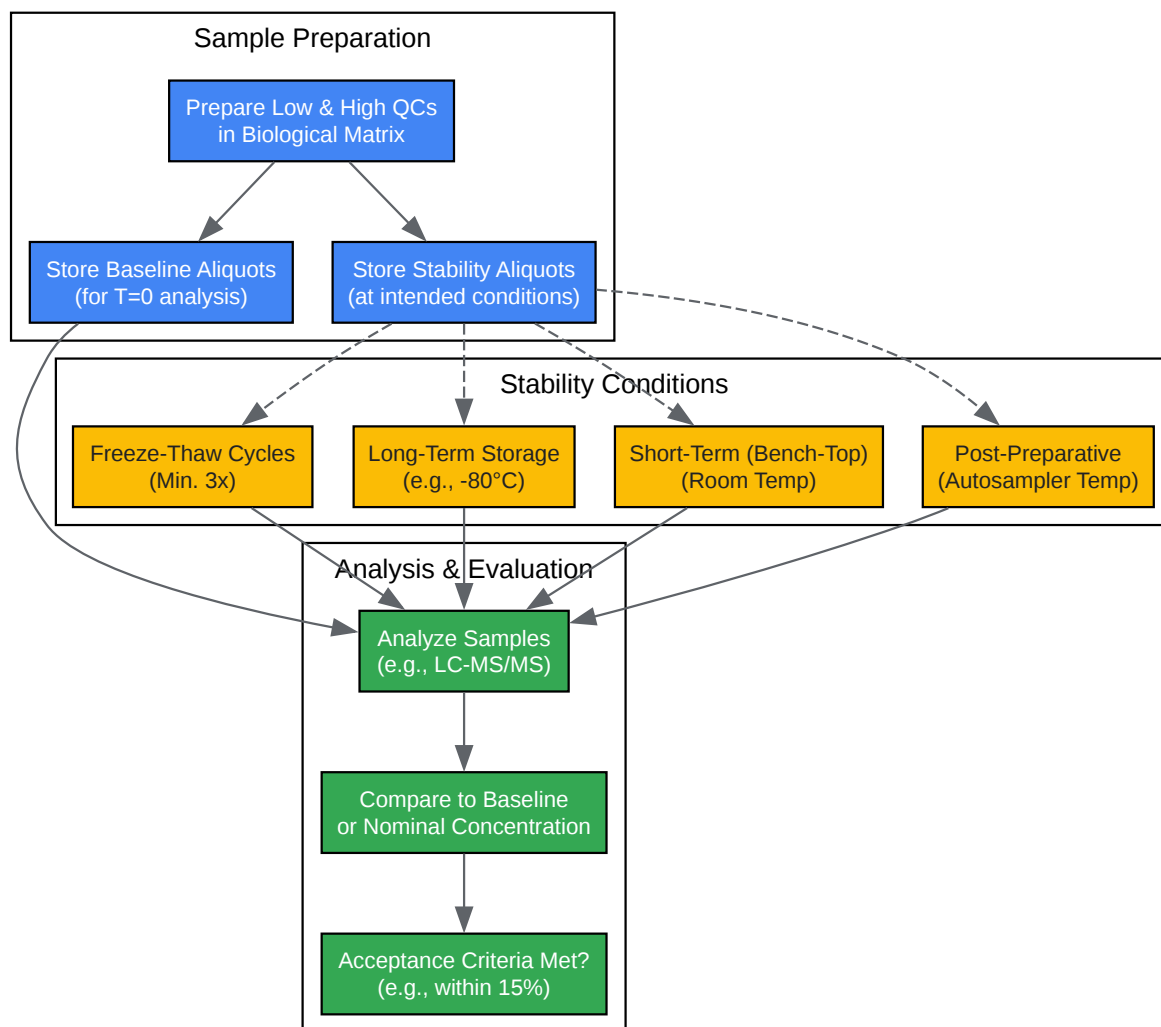 Sample Preparation
Prepare Low & High QCs
in Biological Matrix
Store Baseline Aliquots
(for T=0 analysis)
Store Stability Aliquots
(at intended conditions)
Stability Conditions
Freeze-Thaw Cycles
(Min. 3x)
Long-Term Storage
(e.g., -80°C)
Short-Term (Bench-Top)
(Room Temp)
Post-Preparative
(Autosampler Temp)
Analysis & Evaluation
Analyze Samples
(e.g., LC-MS/MS)
Compare to Baseline
or Nominal Concentration
Acceptance Criteria Met?
(e.g., within 15%)